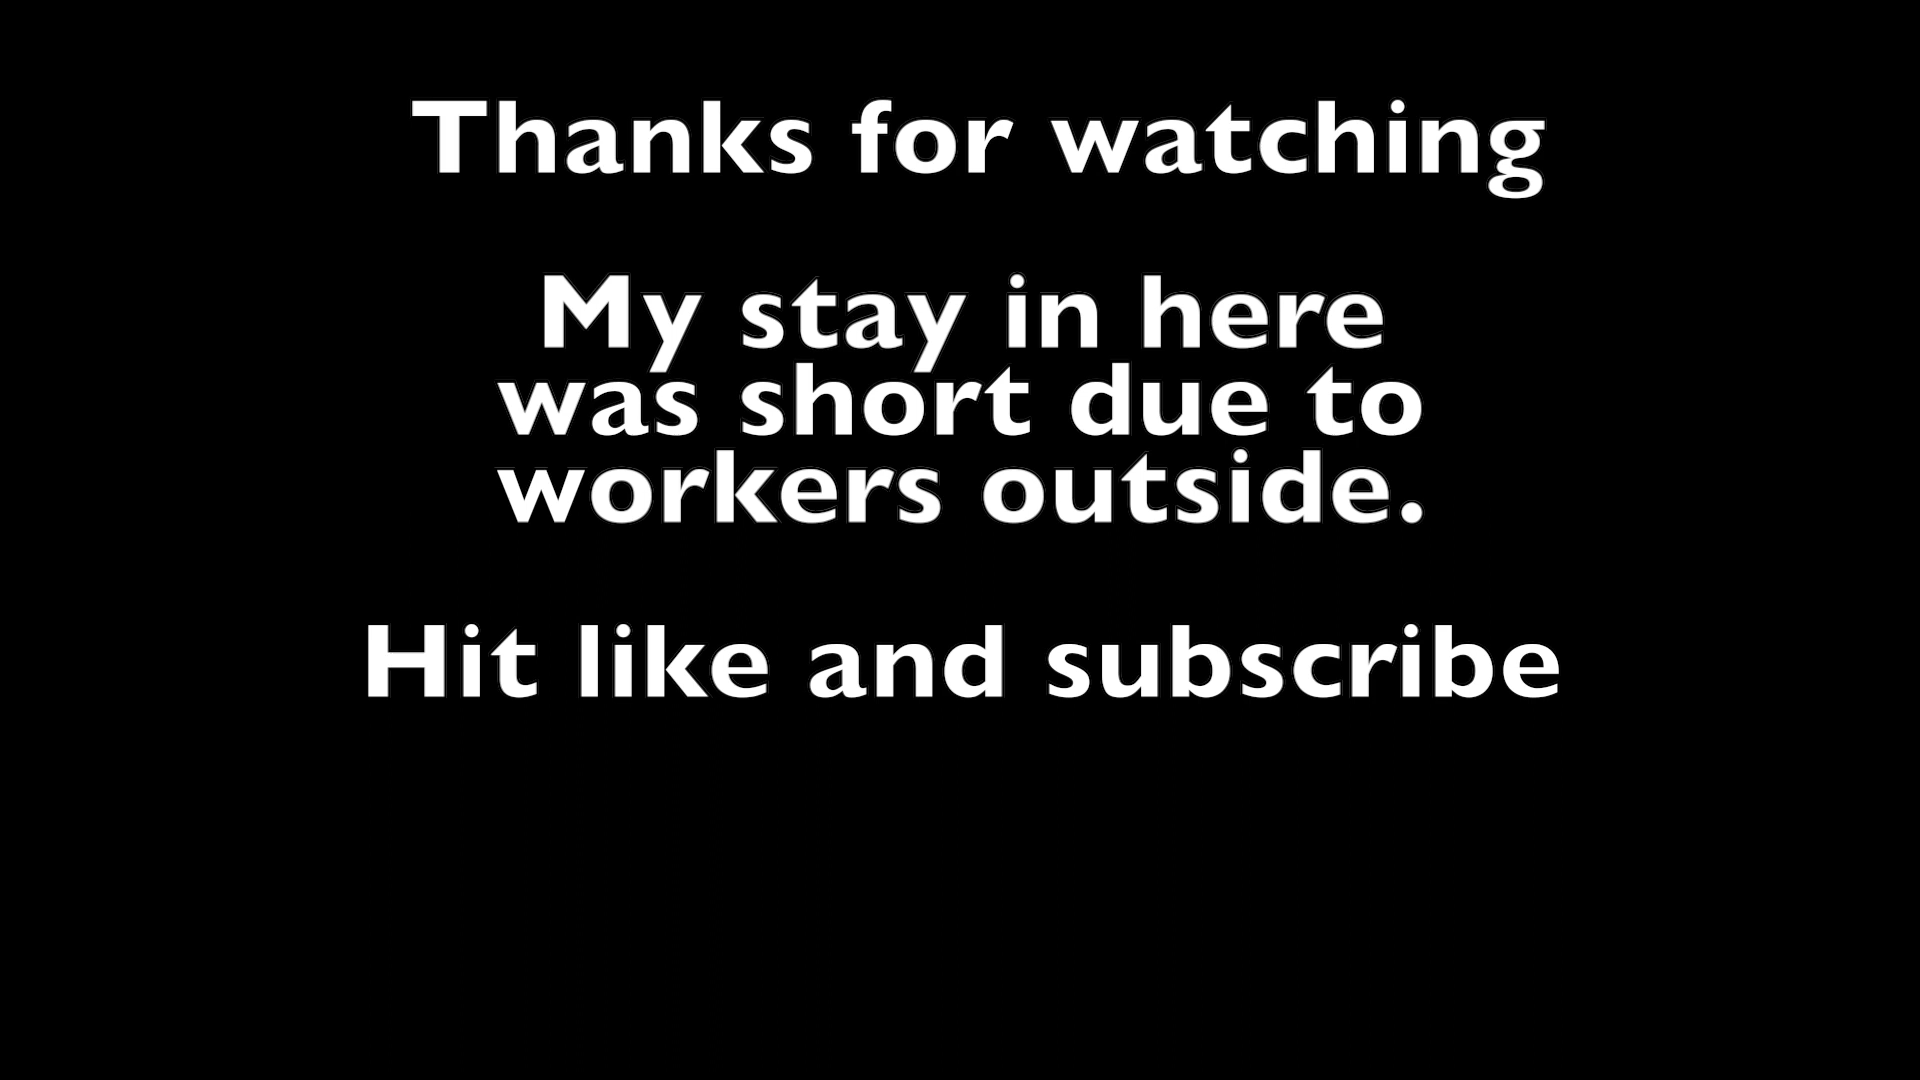 Thanks for watching
My stay in here
was short due to
workers outside.
Hit like and subscribe